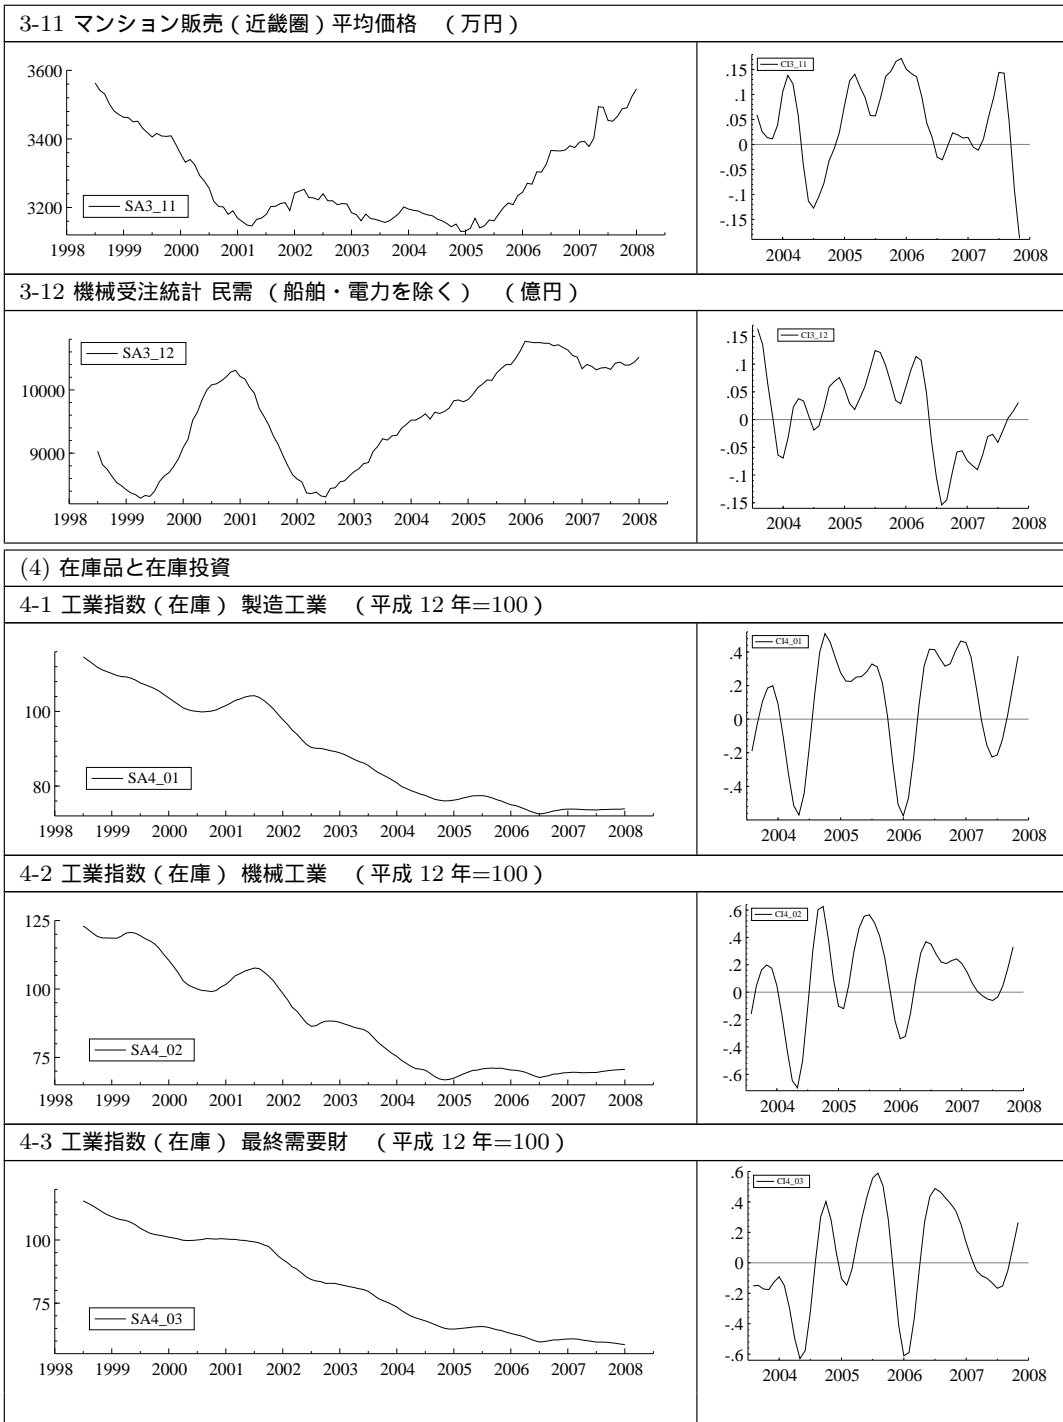 3-11 マンション販売（近畿圏）平均価格 （万円）
3600
3400
3200
SA3_11
1998 1999 2000 2001 2002 2003 2004 2005 2006 2007 2008
CI3_11
.15
.1
.05
0
-.05
-.1
-.15
2004 2005 2006 2007 2008
3-12 機械受注統計 民需 （船舶・電力を除く） （億円）
SA3_12
10000
9000
1998 1999 2000 2001 2002 2003 2004 2005 2006 2007 2008
CI3_12
.15
.1
.05
0
-.05
-.1
-.15
2004 2005 2006 2007 2008
(4) 在庫品と在庫投資
4-1 工業指数（在庫） 製造工業 （平成 12 年=100）
100
80
SA4_01
1998 1999 2000 2001 2002 2003 2004 2005 2006 2007 2008
CI4_01
.4
.2
0
-.2
-.4
2004 2005 2006 2007 2008
4-2 工業指数（在庫） 機械工業 （平成 12 年=100）
125
100
75
SA4_02
1998 1999 2000 2001 2002 2003 2004 2005 2006 2007 2008
CI4_02
.6
.4
.2
0
-.2
-.4
-.6
2004 2005 2006 2007 2008
4-3 工業指数（在庫） 最終需要財 （平成 12 年=100）
100
75
SA4_03
1998 1999 2000 2001 2002 2003 2004 2005 2006 2007 2008
CI4_03
.6
.4
.2
0
-.2
-.4
-.6
2004 2005 2006 2007 2008